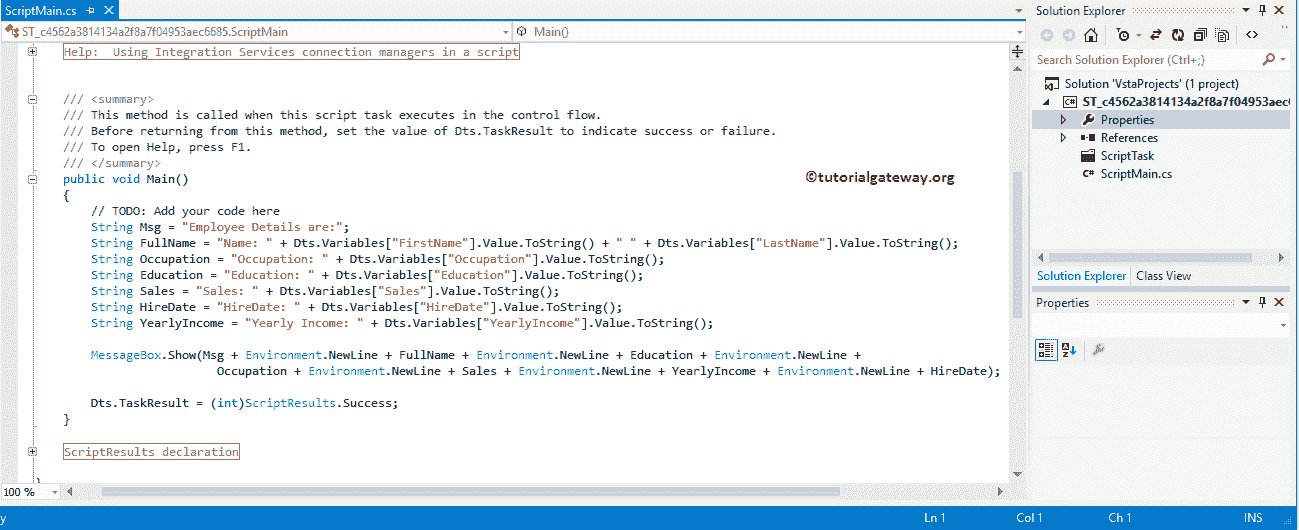 ScriptMain.cs
ST_c4562a3814134a2f8a7f04953aec6685.ScriptMain
Main()
Help:  Using Integration Services connection managers in a script
/// <summary>
/// This method is called when this script task executes in the control flow.
/// Before returning from this method, set the value of Dts.TaskResult to indicate success or failure.
/// To open Help, press F1.
/// </summary>
public void Main()
{
// TODO: Add your code here
String Msg = "Employee Details are:";
String FullName = "Name: " + Dts.Variables["FirstName"].Value.ToString() + " " + Dts.Variables["LastName"].Value.ToString();
String Occupation = "Occupation: " + Dts.Variables["Occupation"].Value.ToString();
String Education = "Education: " + Dts.Variables["Education"].Value.ToString();
String Sales = "Sales: " + Dts.Variables["Sales"].Value.ToString();
String HireDate = "HireDate: " + Dts.Variables["HireDate"].Value.ToString();
String YearlyIncome = "Yearly Income: " + Dts.Variables["YearlyIncome"].Value.ToString();
MessageBox.Show(Msg + Environment.NewLine + FullName + Environment.NewLine + Education + Environment.NewLine +
Occupation + Environment.NewLine + Sales + Environment.NewLine + YearlyIncome + Environment.NewLine + HireDate);
Dts.TaskResult = (int)ScriptResults.Success;
}
ScriptResults declaration
}
©tutorialgateway.org
100 %
Solution Explorer
Search Solution Explorer (Ctrl+;)
Solution 'VstaProjects' (1 project)
C# ST_c4562a3814134a2f8a7f04953aec
Properties
References
ScriptTask
C# ScriptMain.cs
Solution Explorer
Class View
Properties
y
Ln 1
Col 1
Ch 1
INS